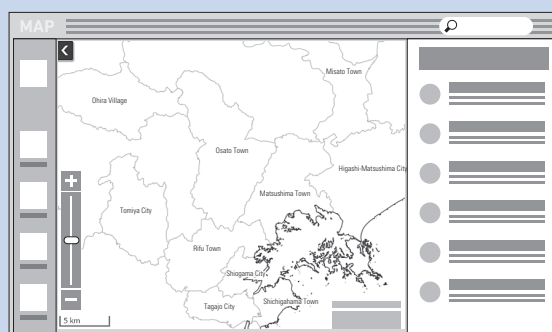 MAP
Misato Town
Ohira Village
Osato Town
Higashi-Matsushima City
Matsushima Town
Tomiya City
Rifu Town
Shiogama City
Shichigahama Town
Tagajo City
5 km